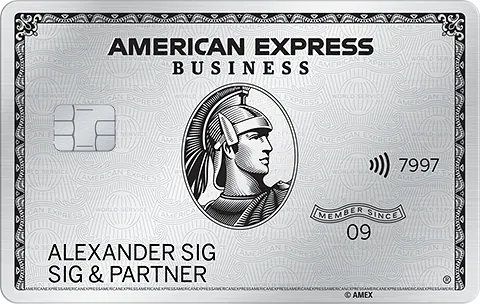 AMERICAN EXPRESS
BUSINESS
7997
MEMBER SINCE
09
ALEXANDER SIG
SIG & PARTNER
®
© AMEX